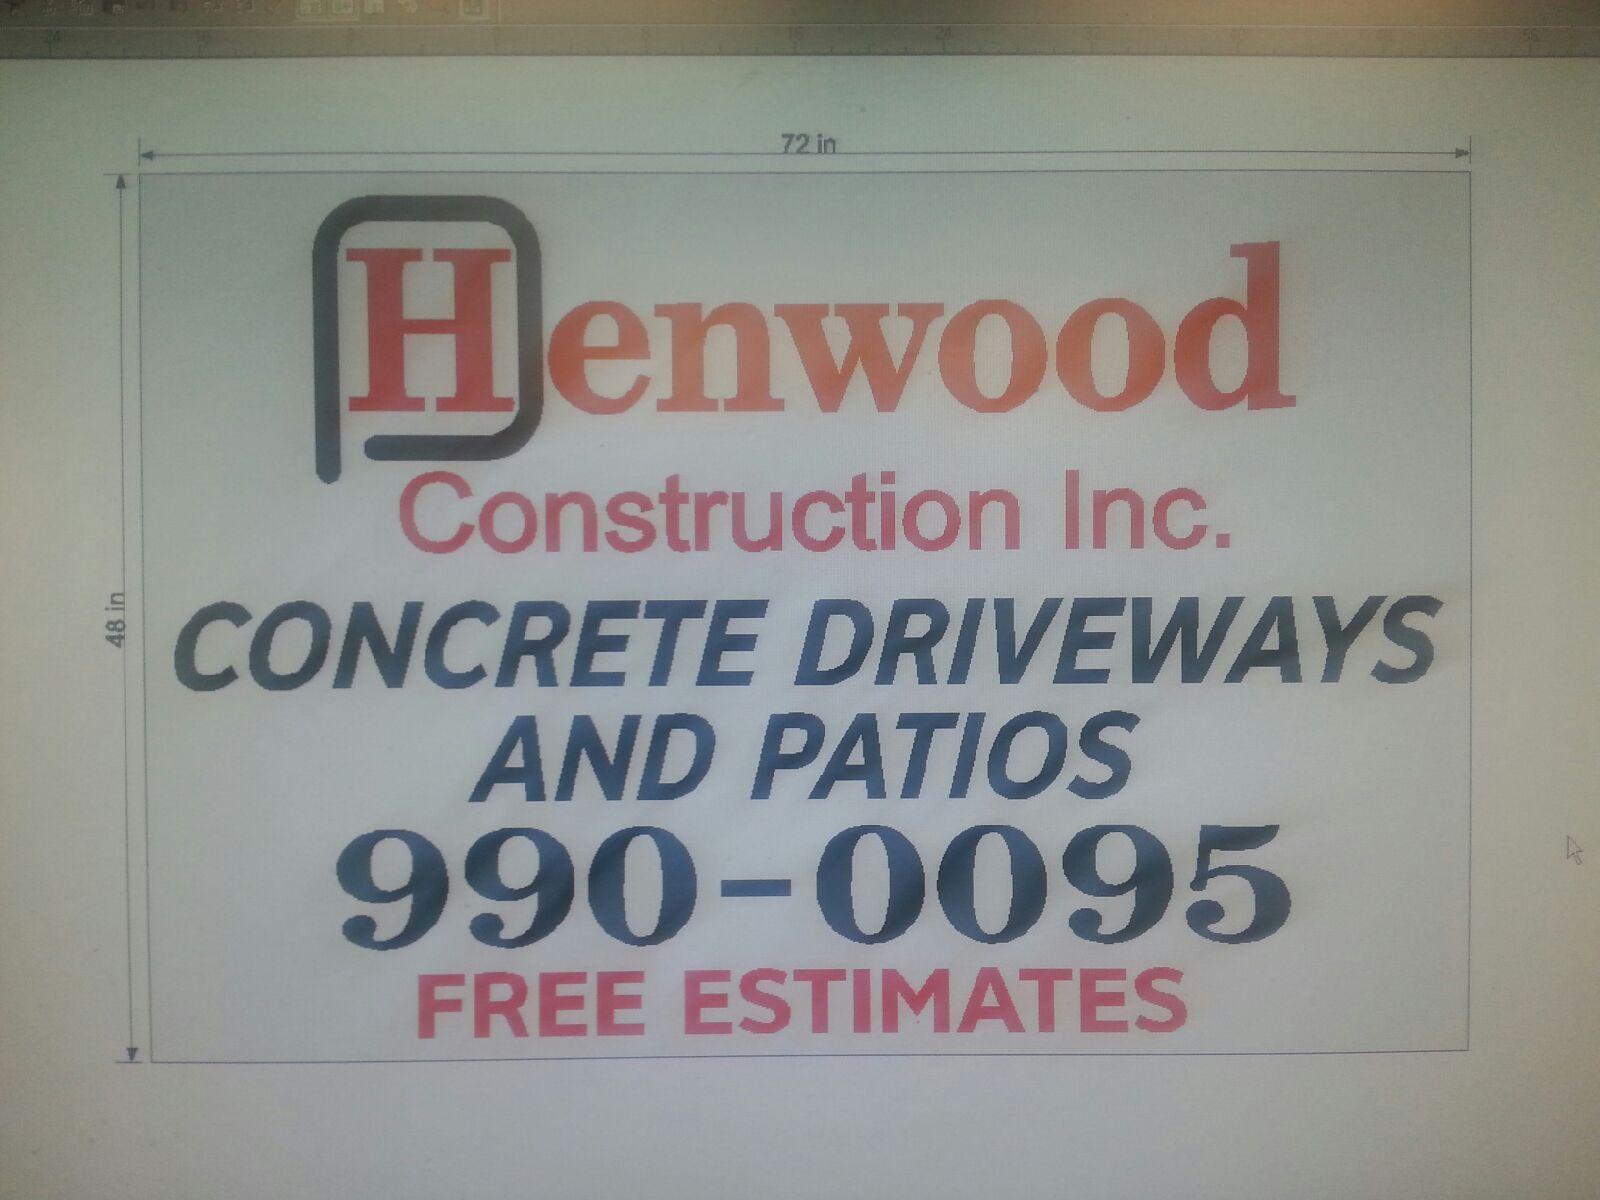 72 in
48 in
Henwood
Construction Inc.
CONCRETE DRIVEWAYS
AND PATIOS
990-0095
FREE ESTIMATES